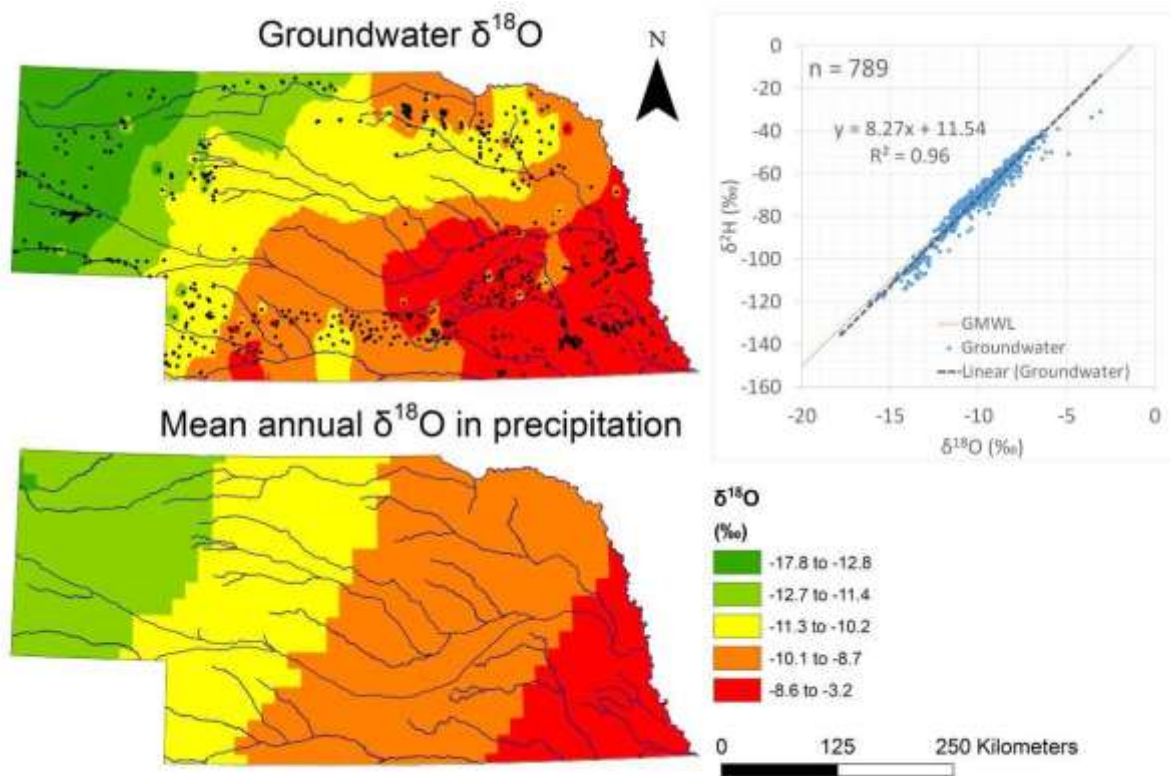 Groundwater δ¹⁸O
N
n = 789
y = 8.27x + 11.54
R² = 0.96
0
-20
-40
-60
-80
-100
-120
-140
-160
δ²H (‰)
GMWL
Groundwater
Linear (Groundwater)
-20
-15
-10
-5
0
δ¹⁸O (‰)
Mean annual δ¹⁸O in precipitation
δ¹⁸O
(‰)
-17.8 to -12.8
-12.7 to -11.4
-11.3 to -10.2
-10.1 to -8.7
-8.6 to -3.2
0 125 250 Kilometers